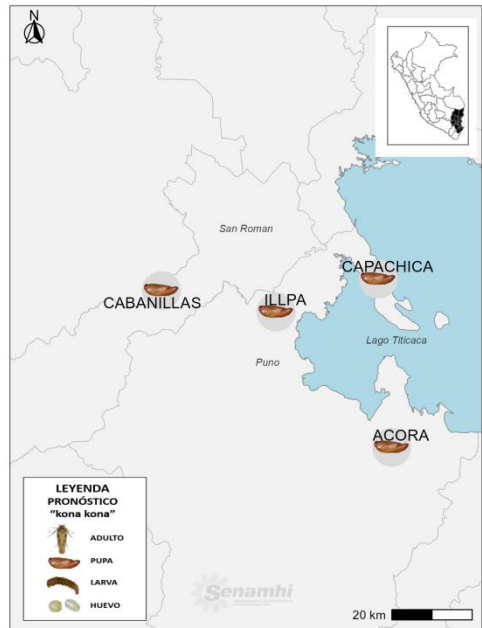 N
San Roman
CAPACHICA
CABANILLAS
ILLPA
Lago Titicaca
Puno
ACORA
LEYENDA
PRONÓSTICO
"kona kona"
ADULTO
PUPA
LARVA
HUEVO
Senamhi
20 km